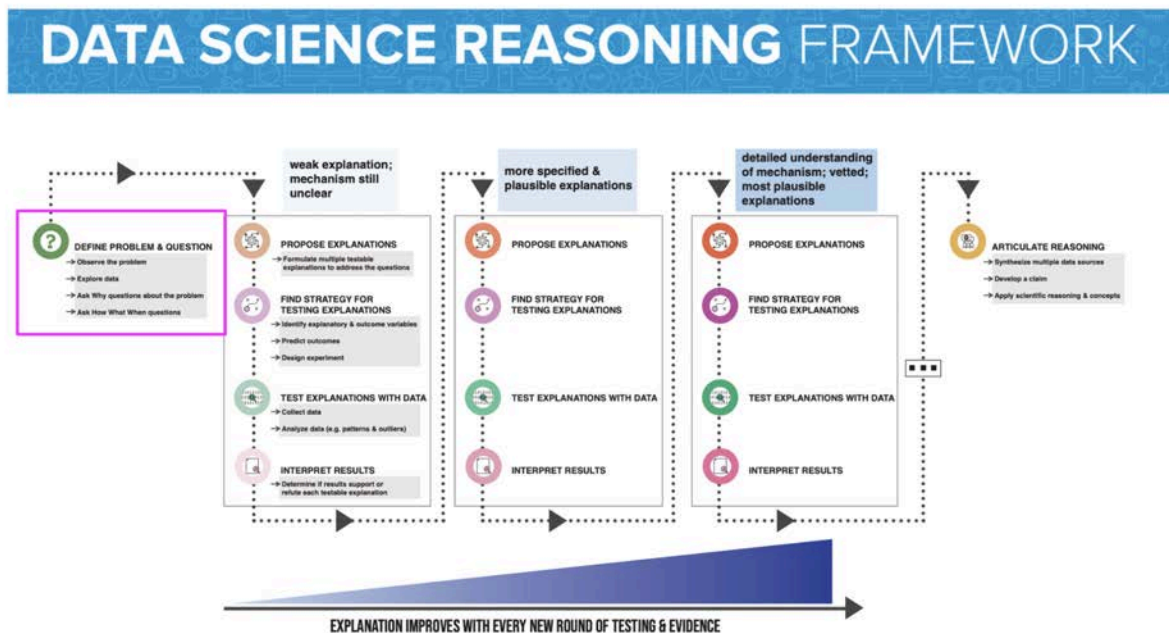 DATA SCIENCE REASONING FRAMEWORK
weak explanation;
mechanism still
unclear
more specified &
plausible explanations
detailed understanding
of mechanism; vetted;
most plausible
explanations
?
DEFINE PROBLEM & QUESTION
Observe the problem
Explore data
Ask Why questions about the problem
Ask How What When questions
PROPOSE EXPLANATIONS
Formulate multiple testable
explanations to address the questions
FIND STRATEGY FOR
TESTING EXPLANATIONS
Identify explanatory & outcome variables
Predict outcomes
Design experiment
TEST EXPLANATIONS WITH DATA
Collect data
Analyze data (e.g. patterns & outliers)
INTERPRET RESULTS
Determine if results support or
refute each testable explanation
PROPOSE EXPLANATIONS
FIND STRATEGY FOR
TESTING EXPLANATIONS
TEST EXPLANATIONS WITH DATA
INTERPRET RESULTS
PROPOSE EXPLANATIONS
FIND STRATEGY FOR
TESTING EXPLANATIONS
TEST EXPLANATIONS WITH DATA
INTERPRET RESULTS
ARTICULATE REASONING
Synthesize multiple data sources
Develop a claim
Apply scientific reasoning & concepts
EXPLANATION IMPROVES WITH EVERY NEW ROUND OF TESTING & EVIDENCE